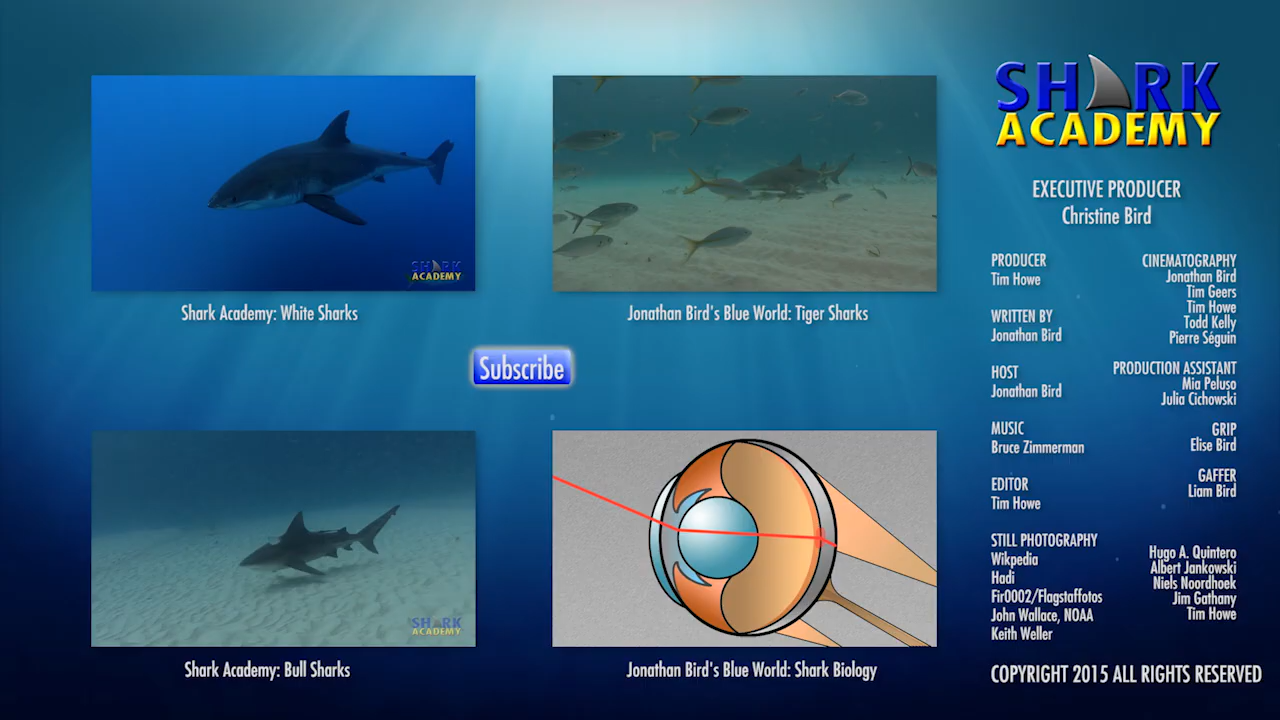 SHARK
ACADEMY
Shark Academy: White Sharks
Jonathan Bird's Blue World: Tiger Sharks
Subscribe
SHARK
ACADEMY
Shark Academy: Bull Sharks
Jonathan Bird's Blue World: Shark Biology
SHARK
ACADEMY
EXECUTIVE PRODUCER
Christine Bird
PRODUCER
Tim Howe
WRITTEN BY
Jonathan Bird
HOST
Jonathan Bird
MUSIC
Bruce Zimmerman
EDITOR
Tim Howe
CINEMATOGRAPHY
Jonathan Bird
Tim Geers
Tim Howe
Todd Kelly
Pierre Séguin
PRODUCTION ASSISTANT
Mia Peluso
Julia Cichowski
GRIP
Elise Bird
GAFFER
Liam Bird
STILL PHOTOGRAPHY
Wikpedia
Hadi
Fir0002/Flagstaffotos
John Wallace, NOAA
Keith Weller
Hugo A. Quintero
Albert Jankowski
Niels Noordhoek
Jim Gathany
Tim Howe
COPYRIGHT 2015 ALL RIGHTS RESERVED